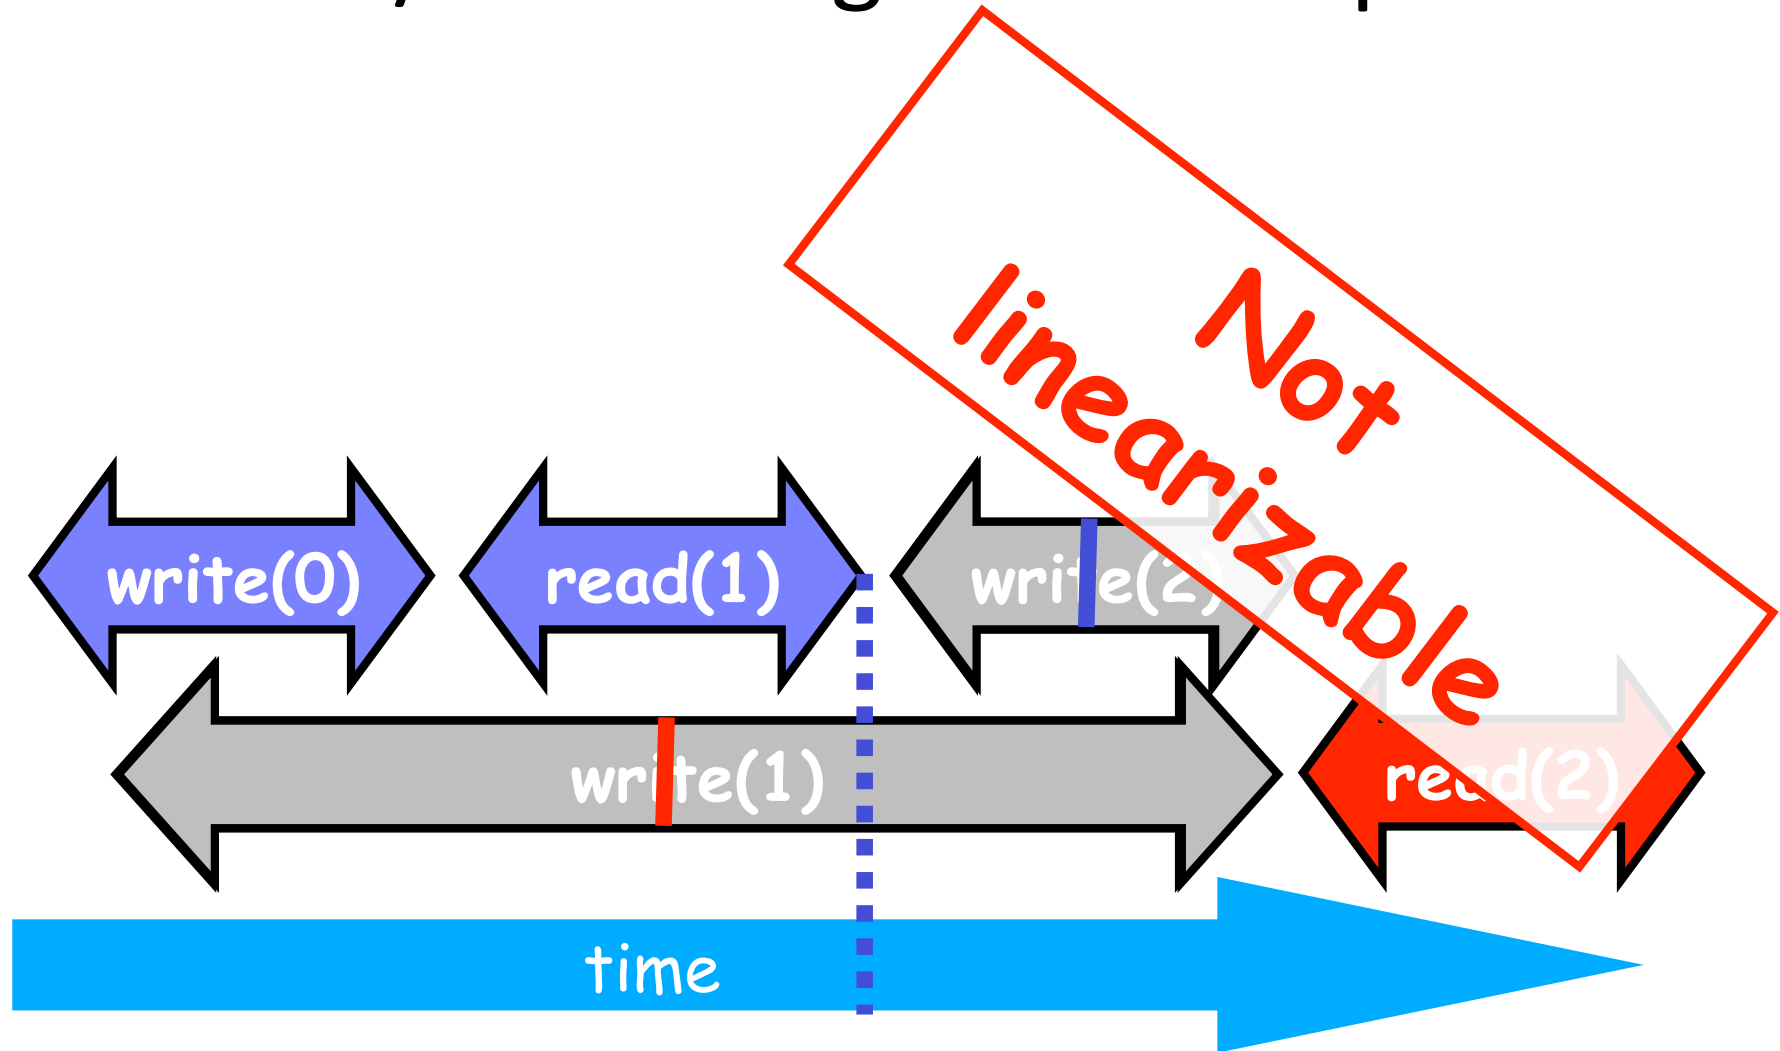 Not
linearizable
write(0)
read(1)
write(2)
write(1)
read(2)
time